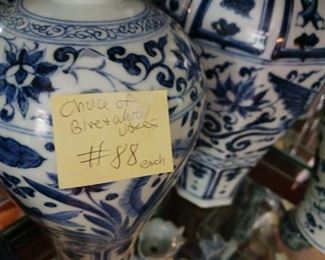 Choice of
Blue & white
vases
#88 each